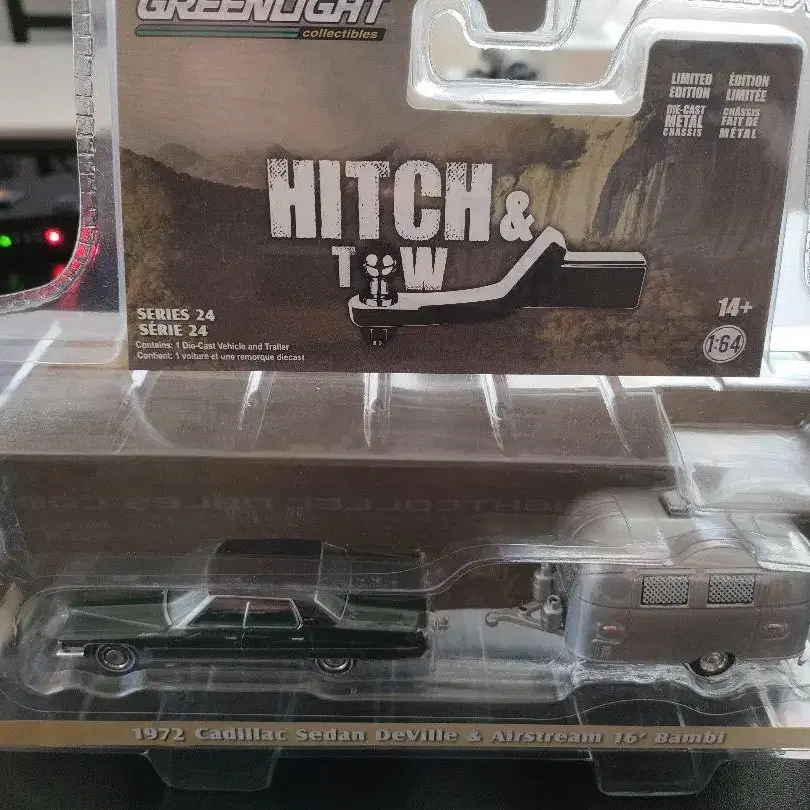 GREENLIGHT
collectibles
LIMITED EDITION
DIE-CAST METAL CHASSIS
ÉDITION LIMITÉE
CHÂSSIS FAIT DE MÉTAL
HITCH &
TOW
SERIES 24
SÉRIE 24
Contains: 1 Die-Cast Vehicle and Trailer
Contient: 1 voiture et une remorque diecast
14+
1:64
1972 Cadillac Sedan DeVille & Airstream 16' Bambi